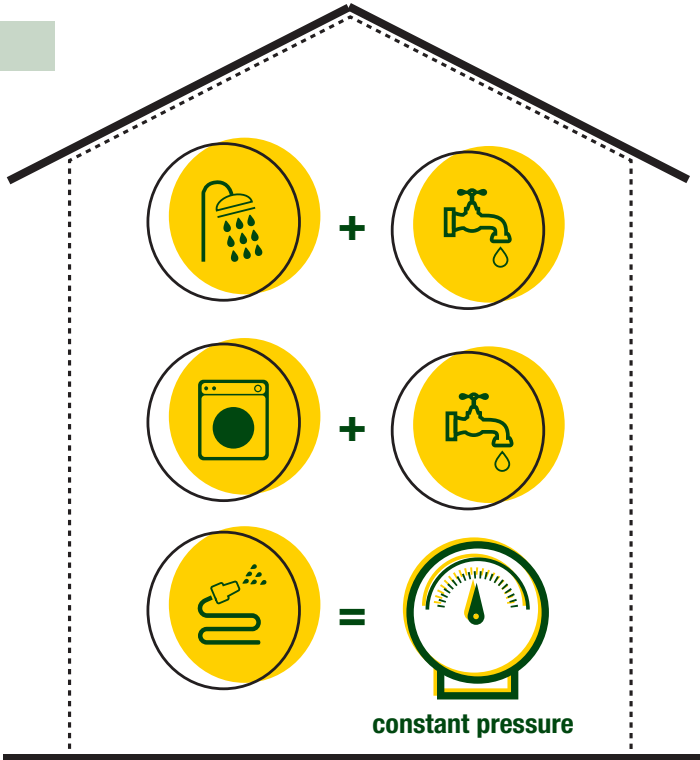 +
+
=
constant pressure